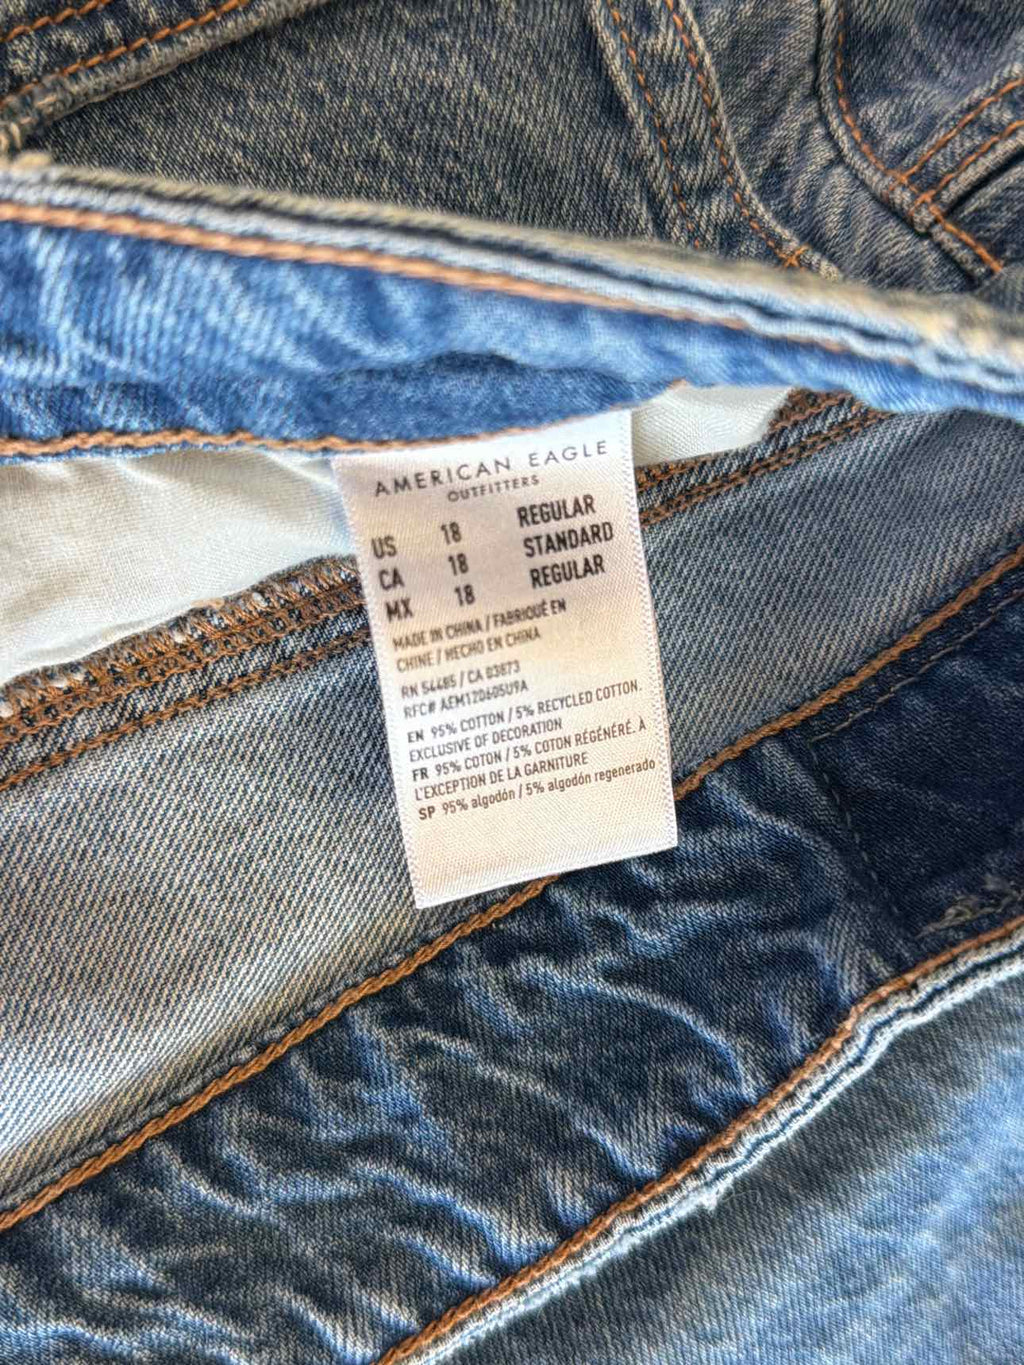 AMERICAN EAGLE
OUTFITTERS
US 18 REGULAR
CA 18 STANDARD
MX 18 REGULAR
MADE IN CHINA / FABRIQUÉ EN
CHINE / HECHO EN CHINA
RN 54485 / CA 03873
RFC# AEM120605U9A
EN 95% COTTON / 5% RECYCLED COTTON.
EXCLUSIVE OF DECORATION
FR 95% COTON / 5% COTON RÉGÉNÉRÉ. À
L'EXCEPTION DE LA GARNITURE
SP 95% algodón / 5% algodón regenerado